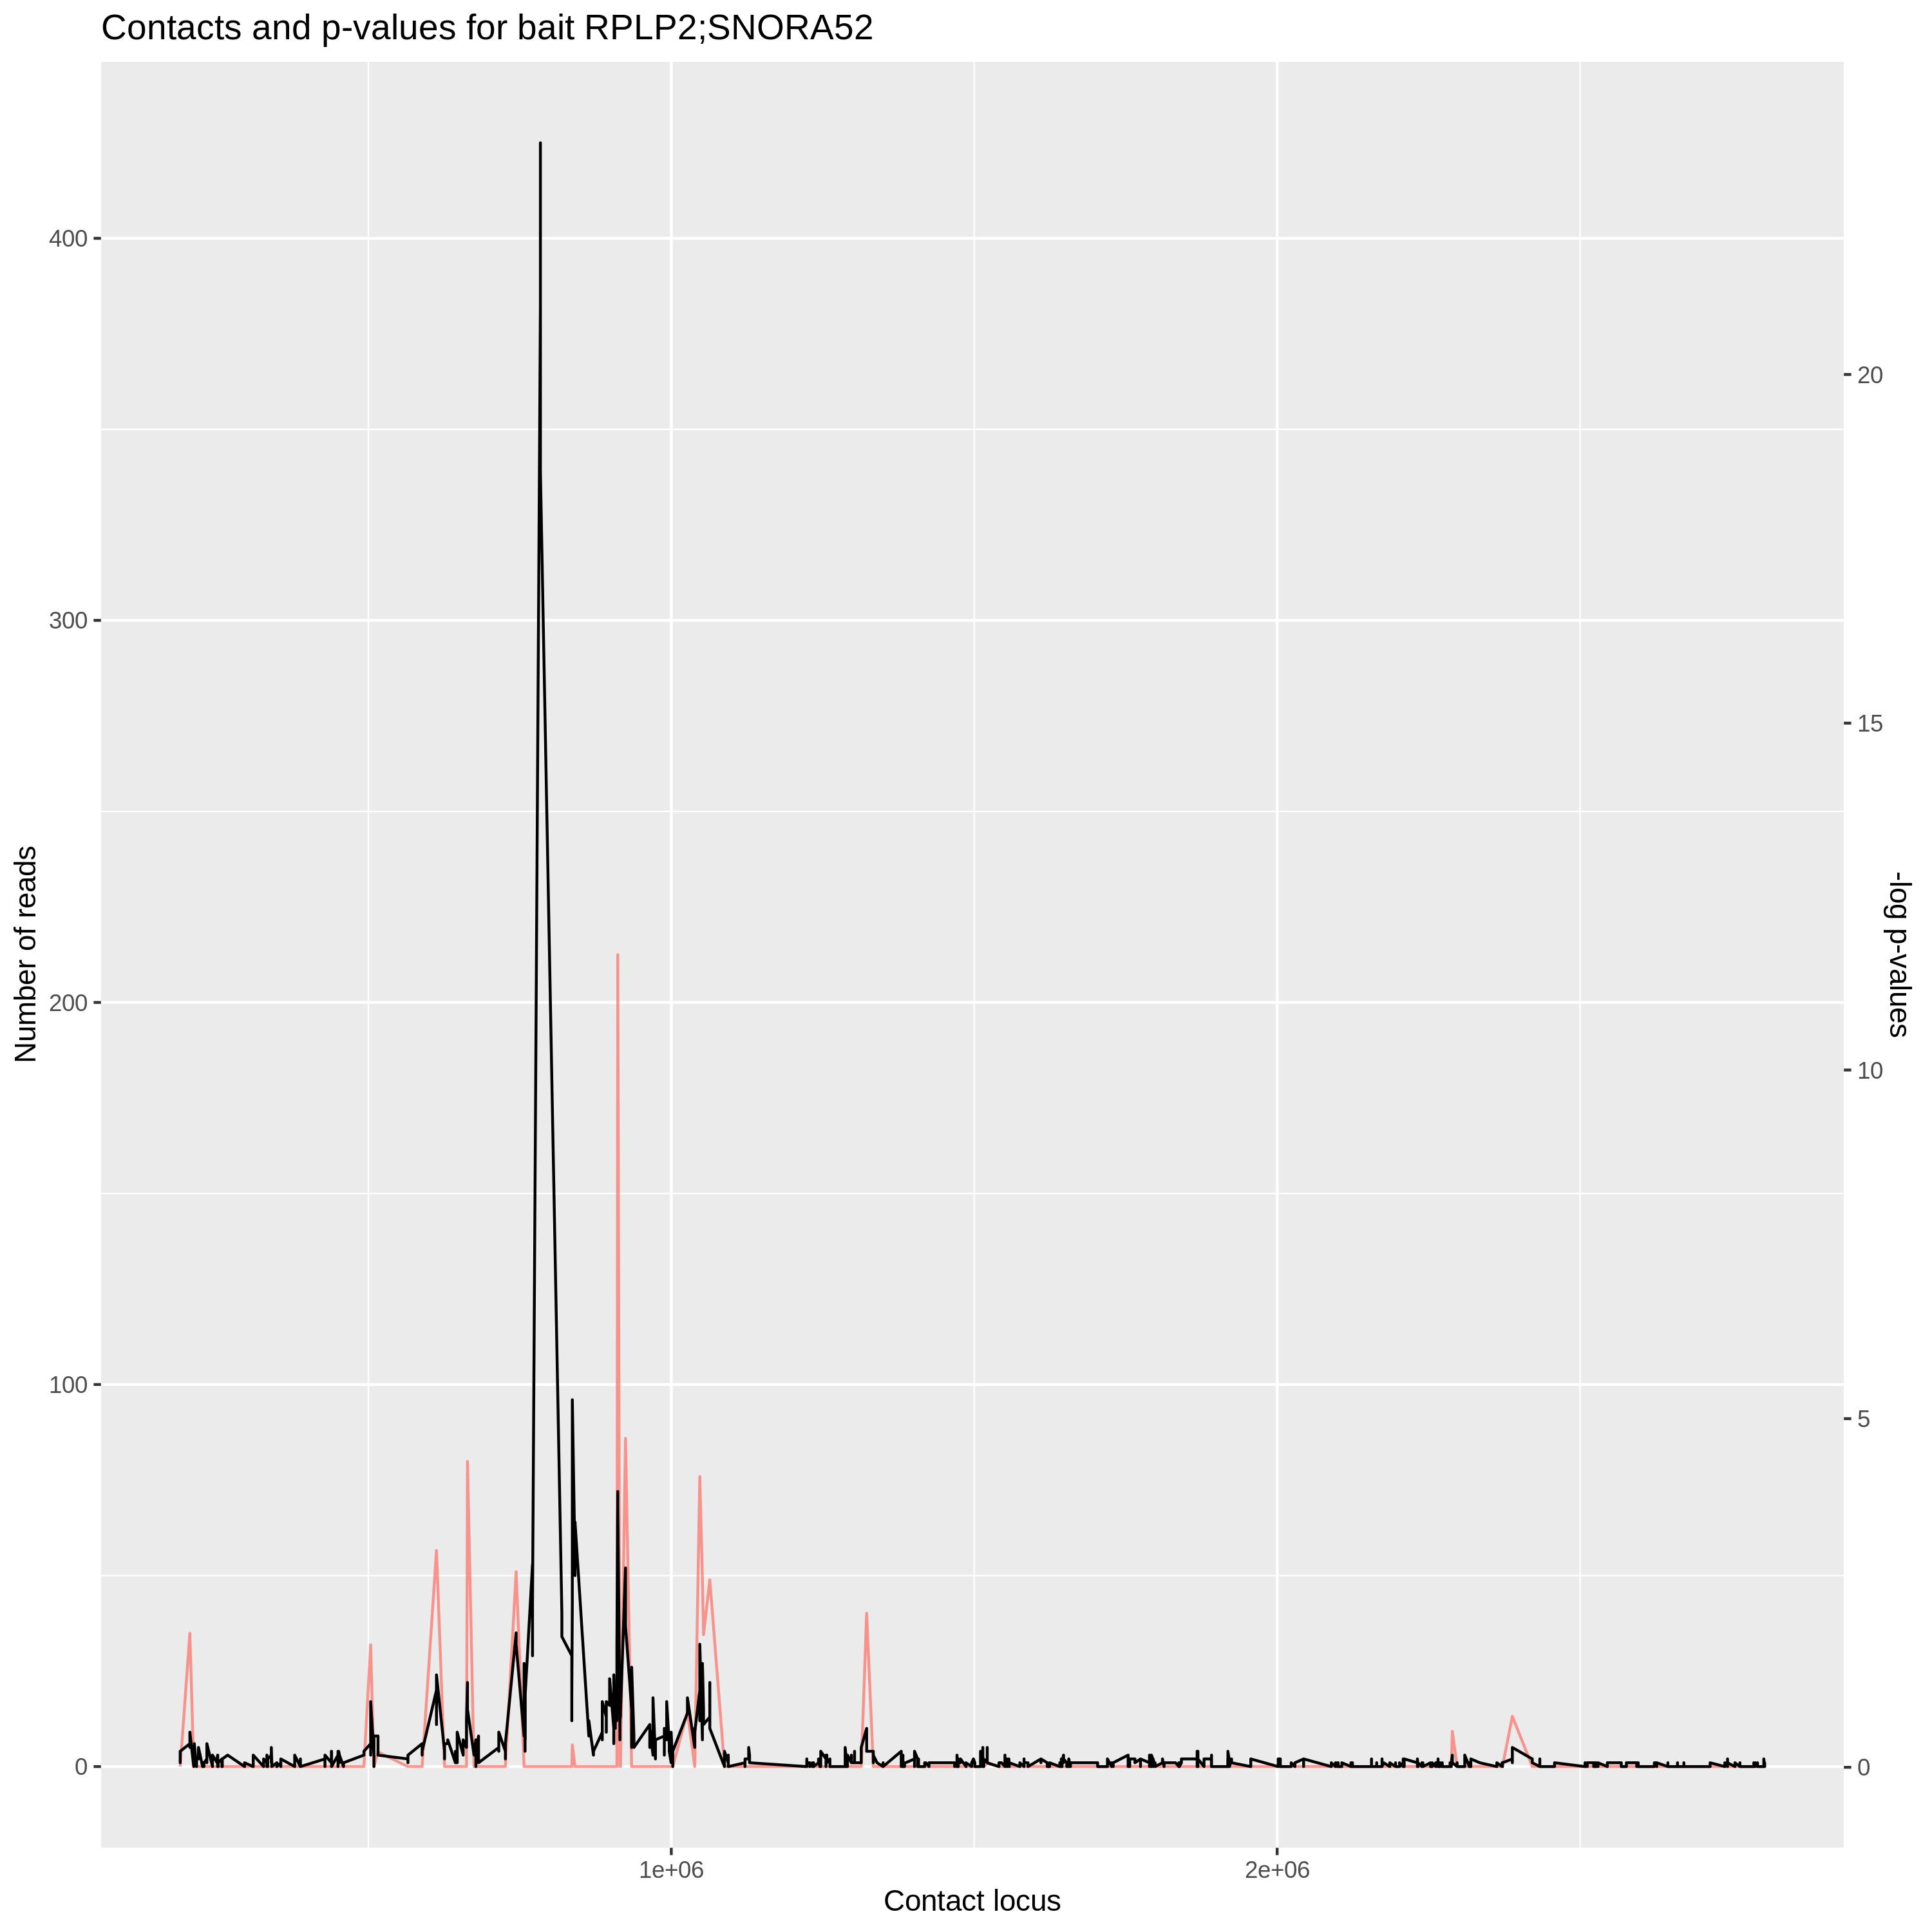 Contacts and p-values for bait RPLP2;SNORA52
400
300
200
100
0
Number of reads
20
15
10
5
0
-log p-values
1e+06
2e+06
Contact locus